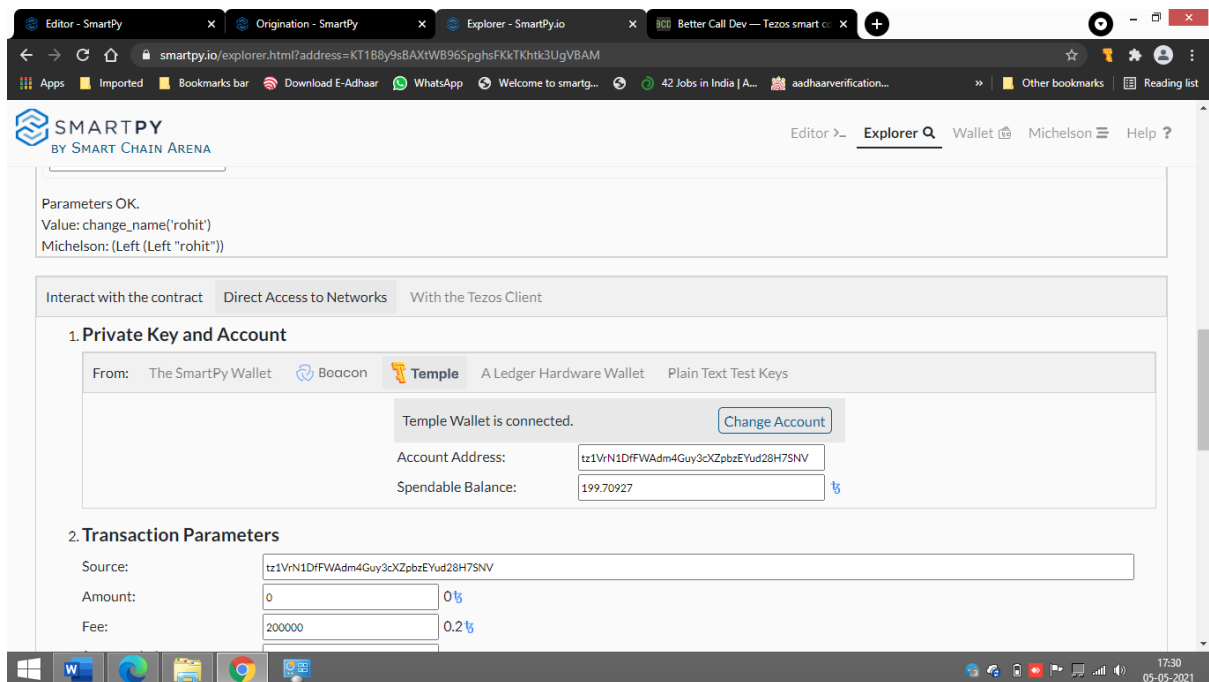 Editor - SmartPy
Origination - SmartPy
Explorer - SmartPy.io
BCD Better Call Dev — Tezos smart co
smartpy.io/explorer.html?address=KT1B8y9sBAXtWB96SpghsFKkTKhtk3UgVBAM
Apps Imported Bookmarks bar Download E-Adhaar WhatsApp Welcome to smartg... 42 Jobs in India | A... aadhaarverification... » Other bookmarks Reading list
SMARTPY
BY SMART CHAIN ARENA
Editor Explorer Wallet Michelson Help ?
Parameters OK.
Value: change_name('rohit')
Michelson: (Left (Left "rohit"))
Interact with the contract Direct Access to Networks With the Tezos Client
1. Private Key and Account
From: The SmartPy Wallet Beacon Temple A Ledger Hardware Wallet Plain Text Test Keys
Temple Wallet is connected. Change Account
Account Address: tz1VrN1DfFWAdm4Guy3cXZpbzEYud28H7SNV
Spendable Balance: 199.70927 ꜩ
2. Transaction Parameters
Source: tz1VrN1DfFWAdm4Guy3cXZpbzEYud28H7SNV
Amount: 0 0ꜩ
Fee: 200000 0.2ꜩ
17:30
05-05-2021